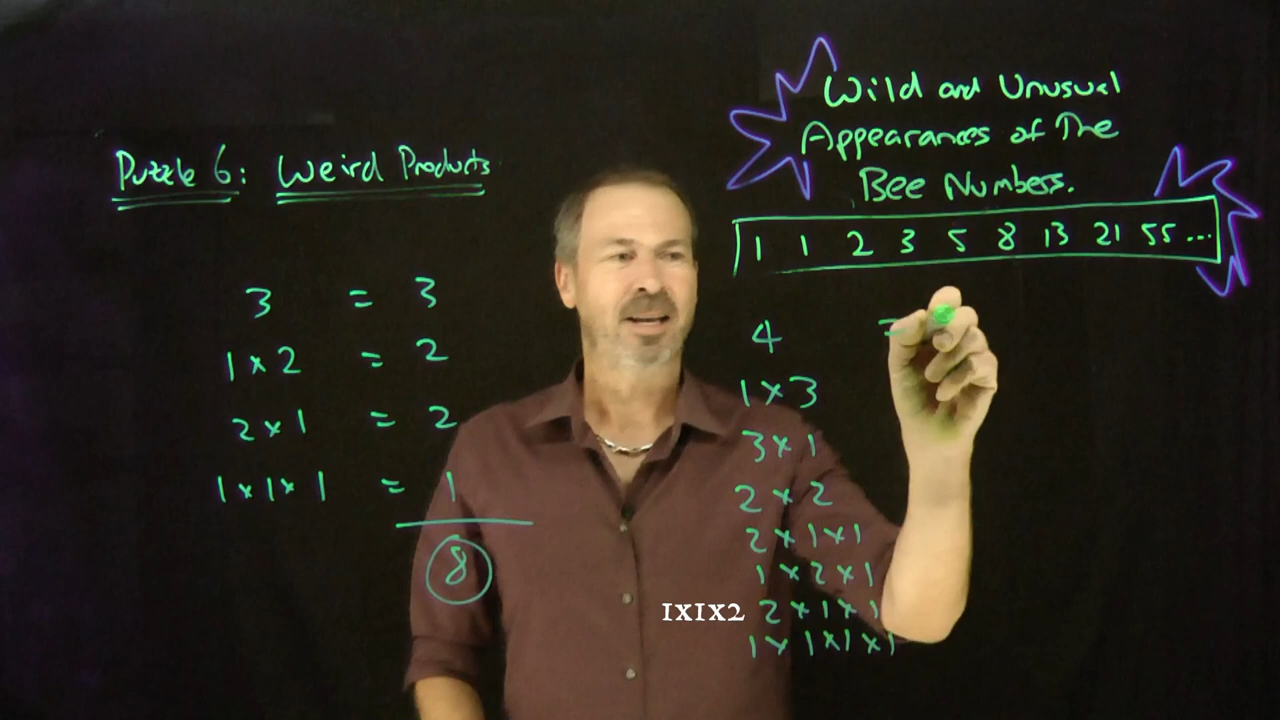 Puzzle 6: Weird Products
3 = 3
1 × 2 = 2
2 × 1 = 2
1 × 1 × 1 = 1
8
Wild and Unusual
Appearances of The
Bee Numbers.
1 1 2 3 5 8 13 21 55 ...
4 =
1 × 3
3 × 1
2 × 2
2 × 1 × 1
1 × 2 × 1
1X1X2 2 × 1 × 1
1 × 1 × 1 × 1